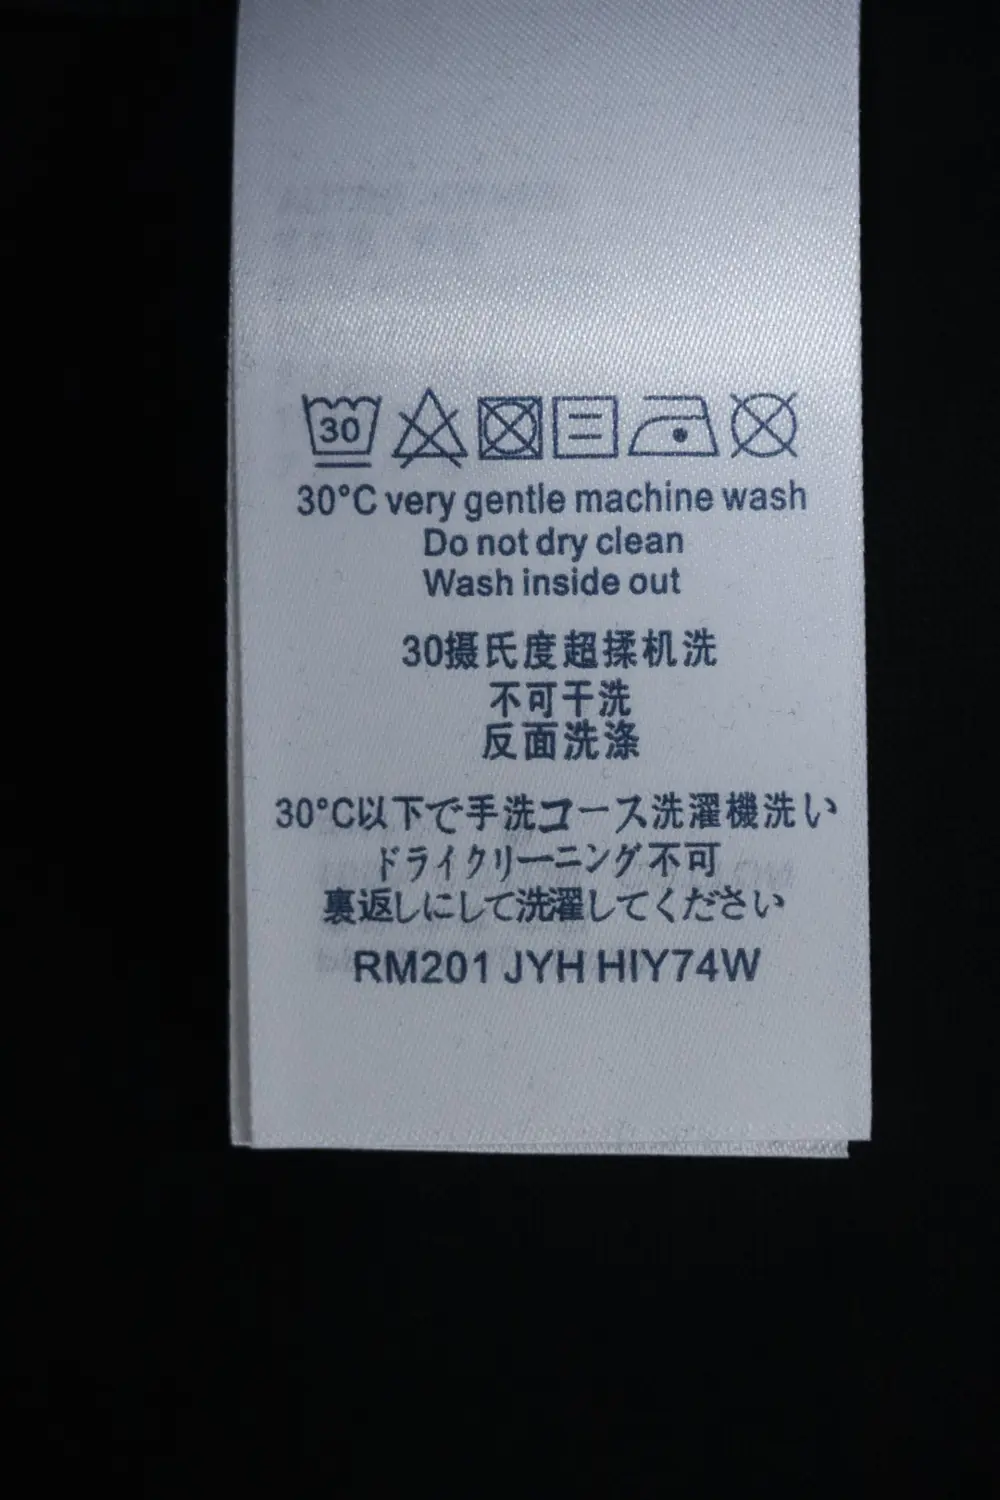 30
30°C very gentle machine wash
Do not dry clean
Wash inside out
30摄氏度超揉机洗
不可干洗
反面洗涤
30°C以下で手洗コース洗濯機洗い
ドライクリーニング不可
裏返しにして洗濯してください
RM201 JYH HIY74W